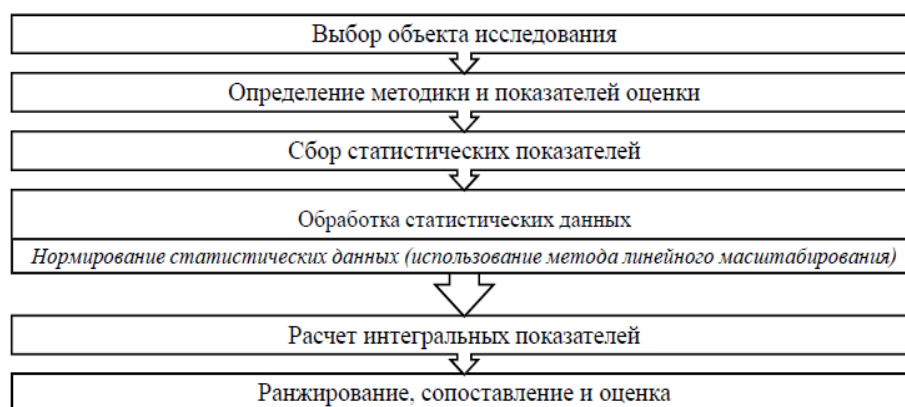 Выбор объекта исследования
Определение методики и показателей оценки
Сбор статистических показателей
Обработка статистических данных
Нормирование статистических данных (использование метода линейного масштабирования)
Расчет интегральных показателей
Ранжирование, сопоставление и оценка